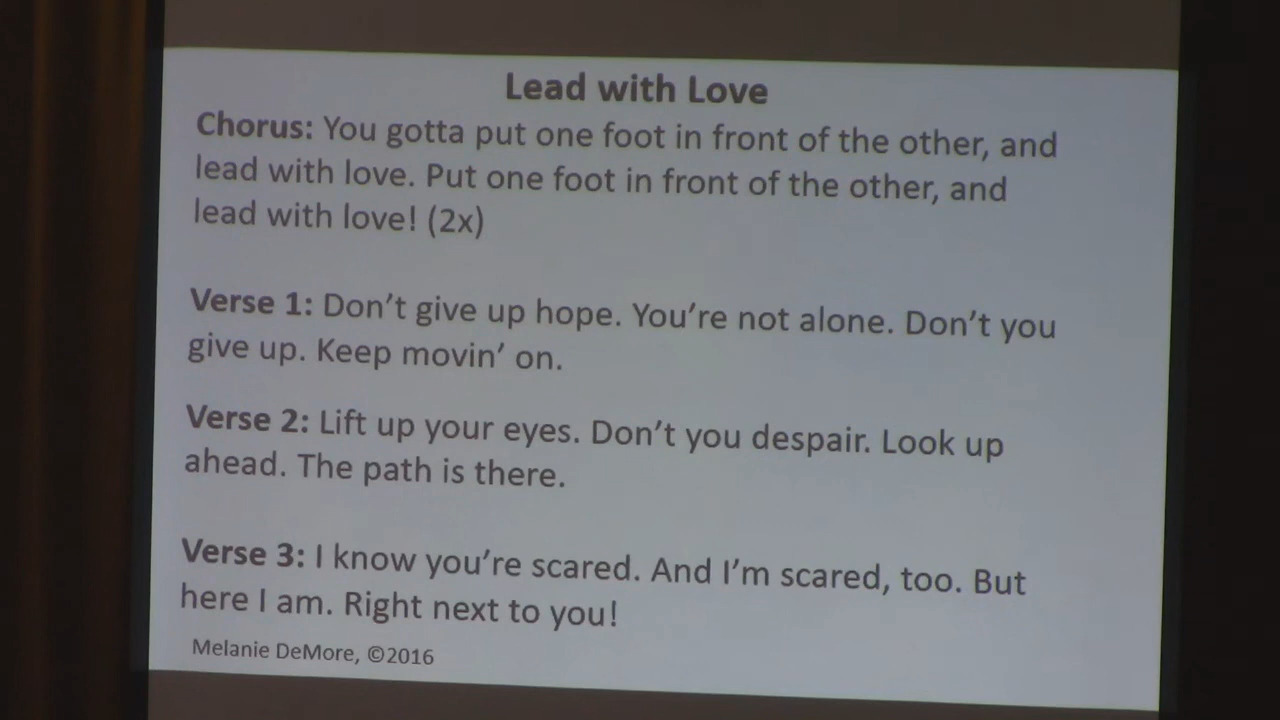 Lead with Love
Chorus: You gotta put one foot in front of the other, and
lead with love. Put one foot in front of the other, and
lead with love! (2x)
Verse 1: Don’t give up hope. You’re not alone. Don’t you
give up. Keep movin’ on.
Verse 2: Lift up your eyes. Don’t you despair. Look up
ahead. The path is there.
Verse 3: I know you’re scared. And I’m scared, too. But
here I am. Right next to you!
Melanie DeMore, ©2016